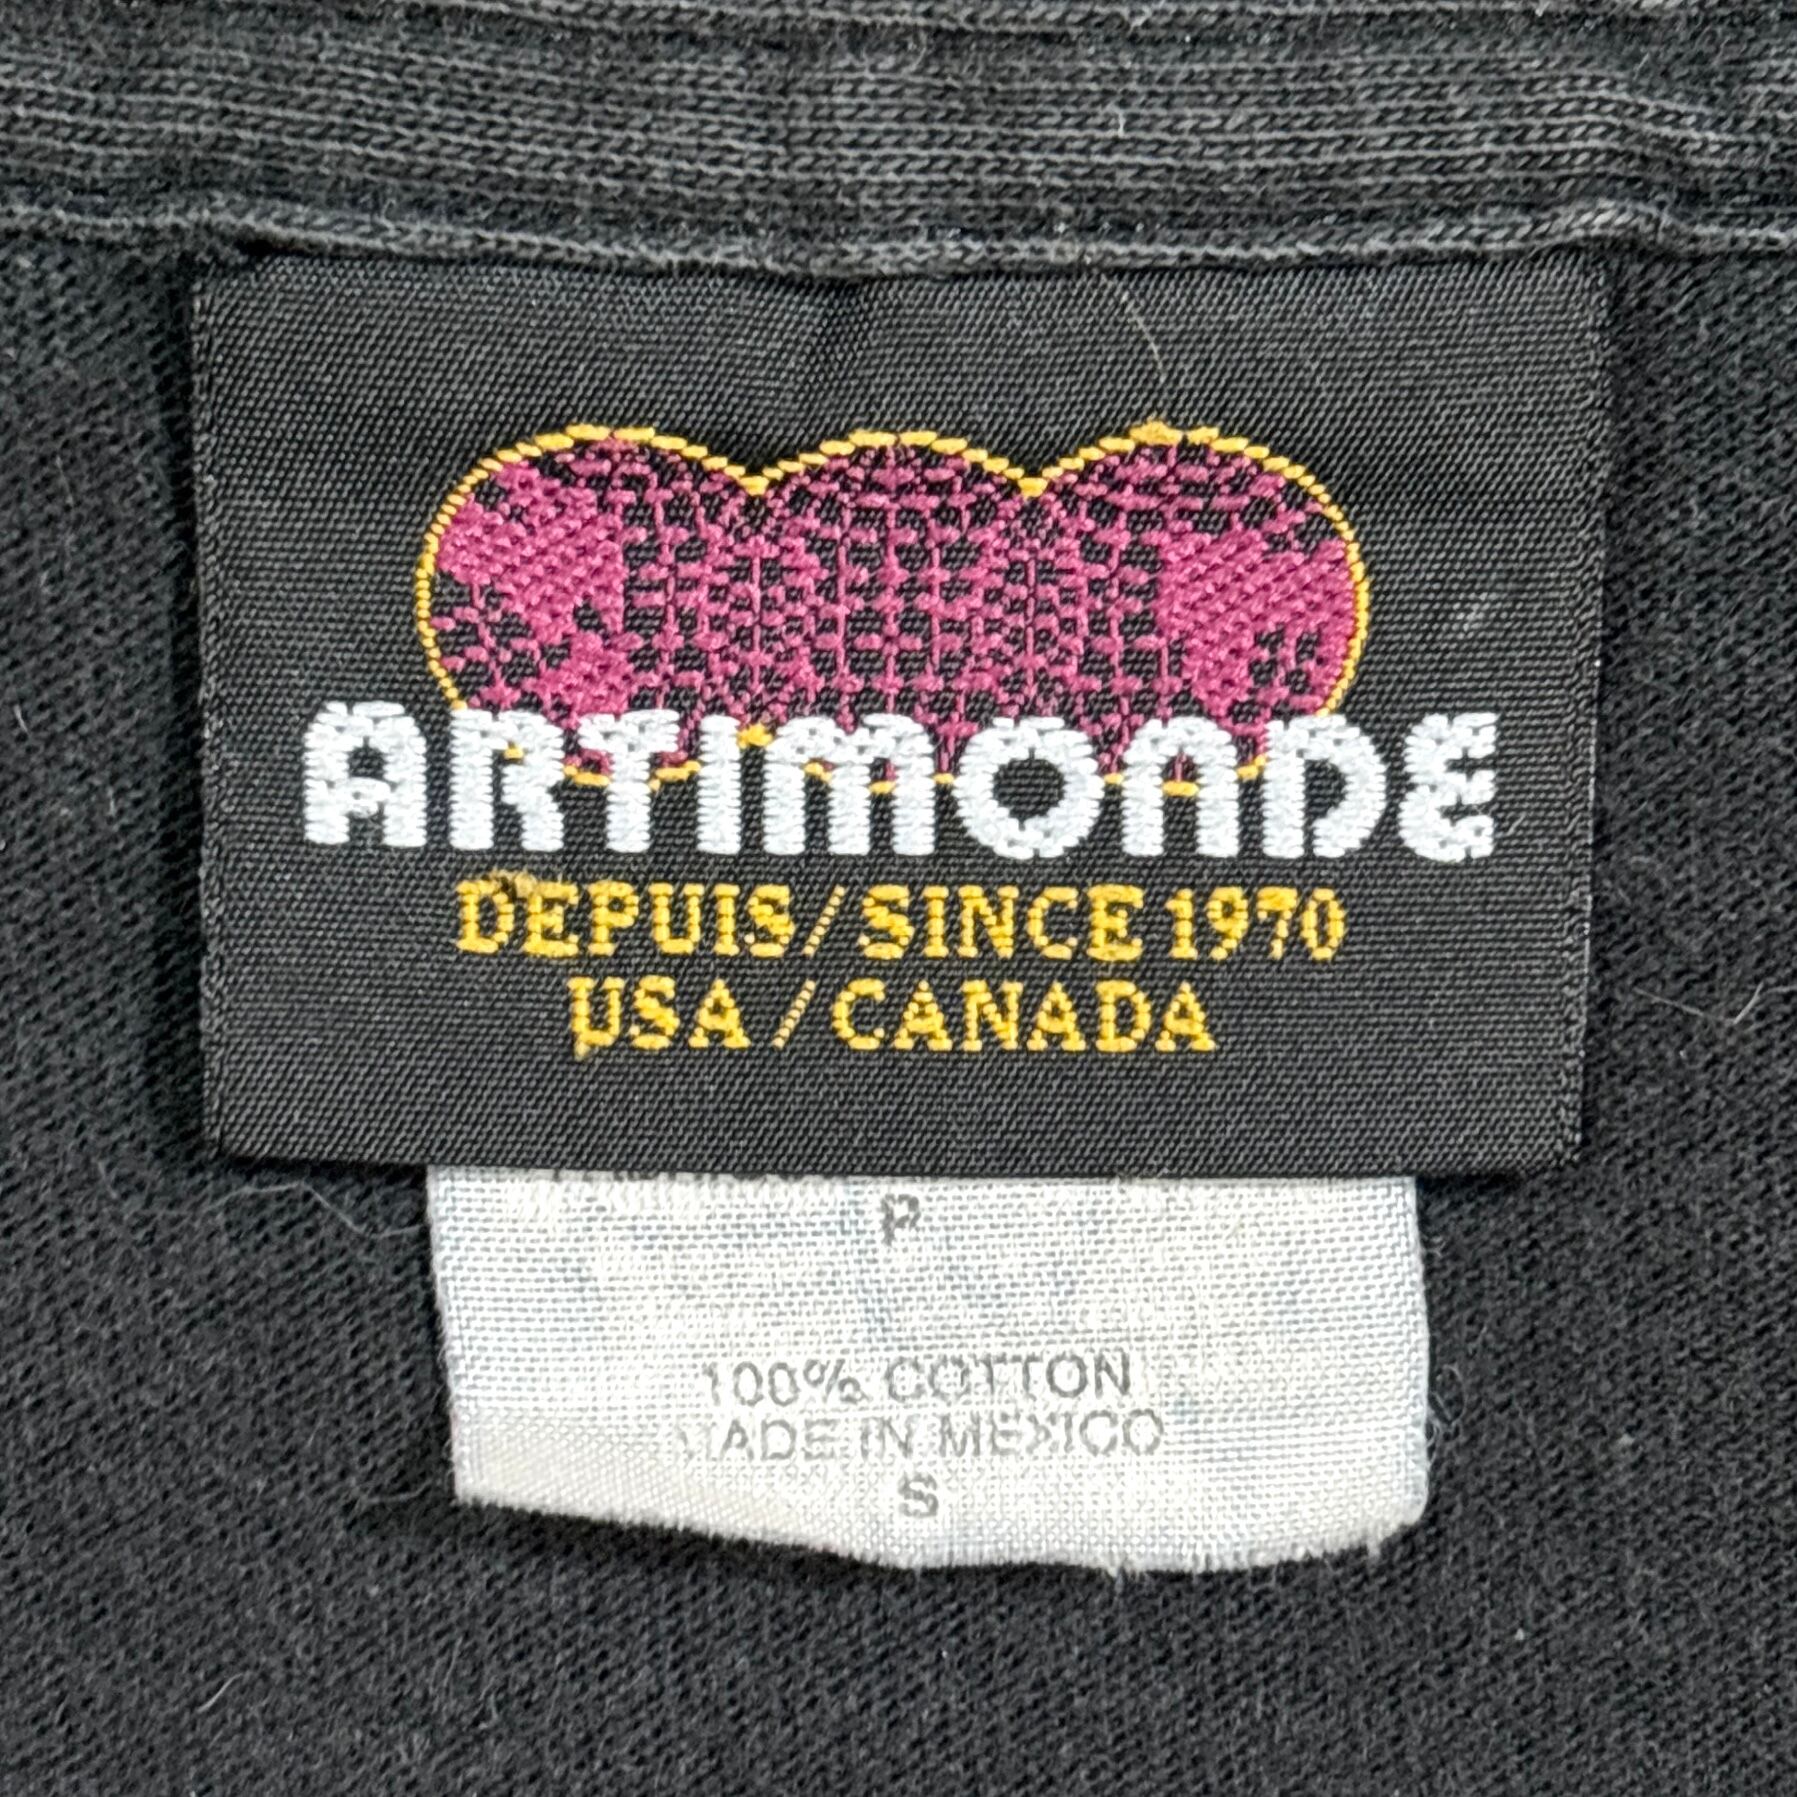 ARTIMONDE
DEPUIS/SINCE 1970
USA/CANADA
P
100% COTTON
MADE IN MEXICO
S